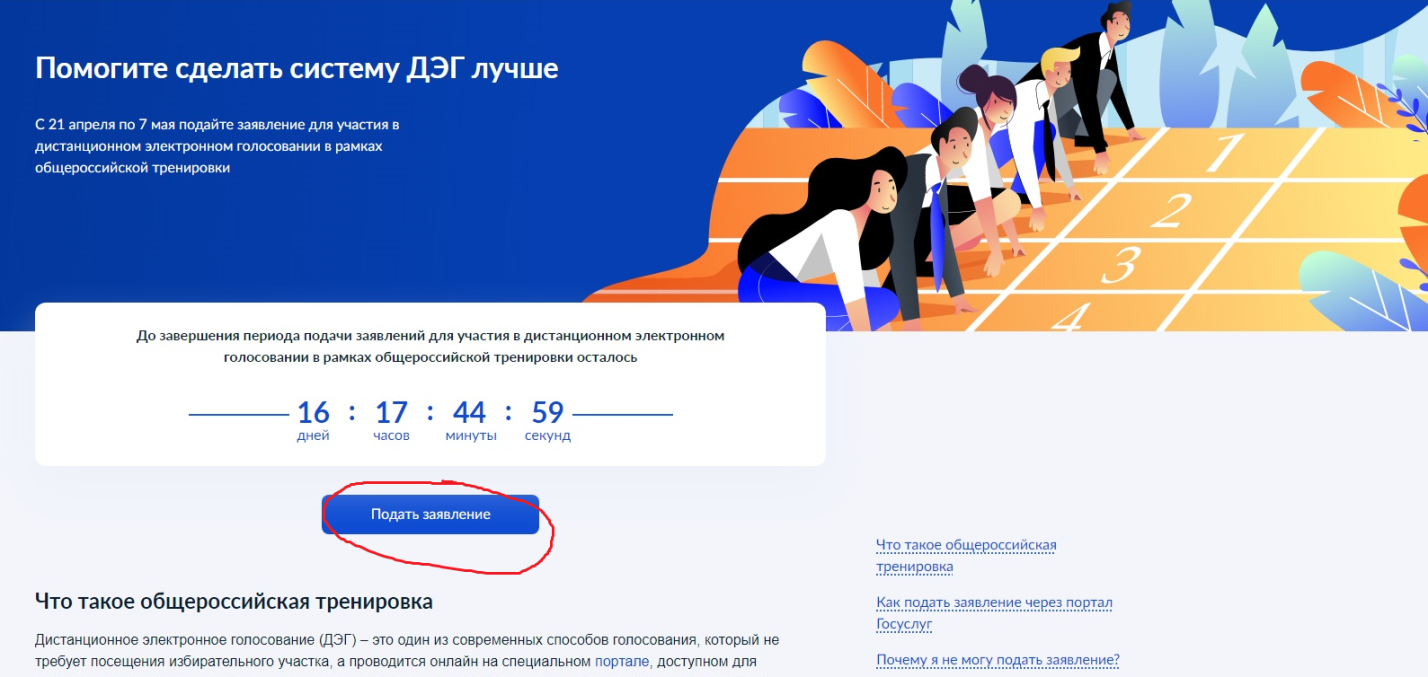 Помогите сделать систему ДЭГ лучше
С 21 апреля по 7 мая подайте заявление для участия в
дистанционном электронном голосовании в рамках
общероссийской тренировки
1
2
3
4
До завершения периода подачи заявлений для участия в дистанционном электронном
голосовании в рамках общероссийской тренировки осталось
16 : 17 : 44 : 59
дней часов минуты секунд
Подать заявление
Что такое общероссийская тренировка
Дистанционное электронное голосование (ДЭГ) – это один из современных способов голосования, который не
требует посещения избирательного участка, а проводится онлайн на специальном портале, доступном для
Что такое общероссийская
тренировка
Как подать заявление через портал
Госуслуг
Почему я не могу подать заявление?